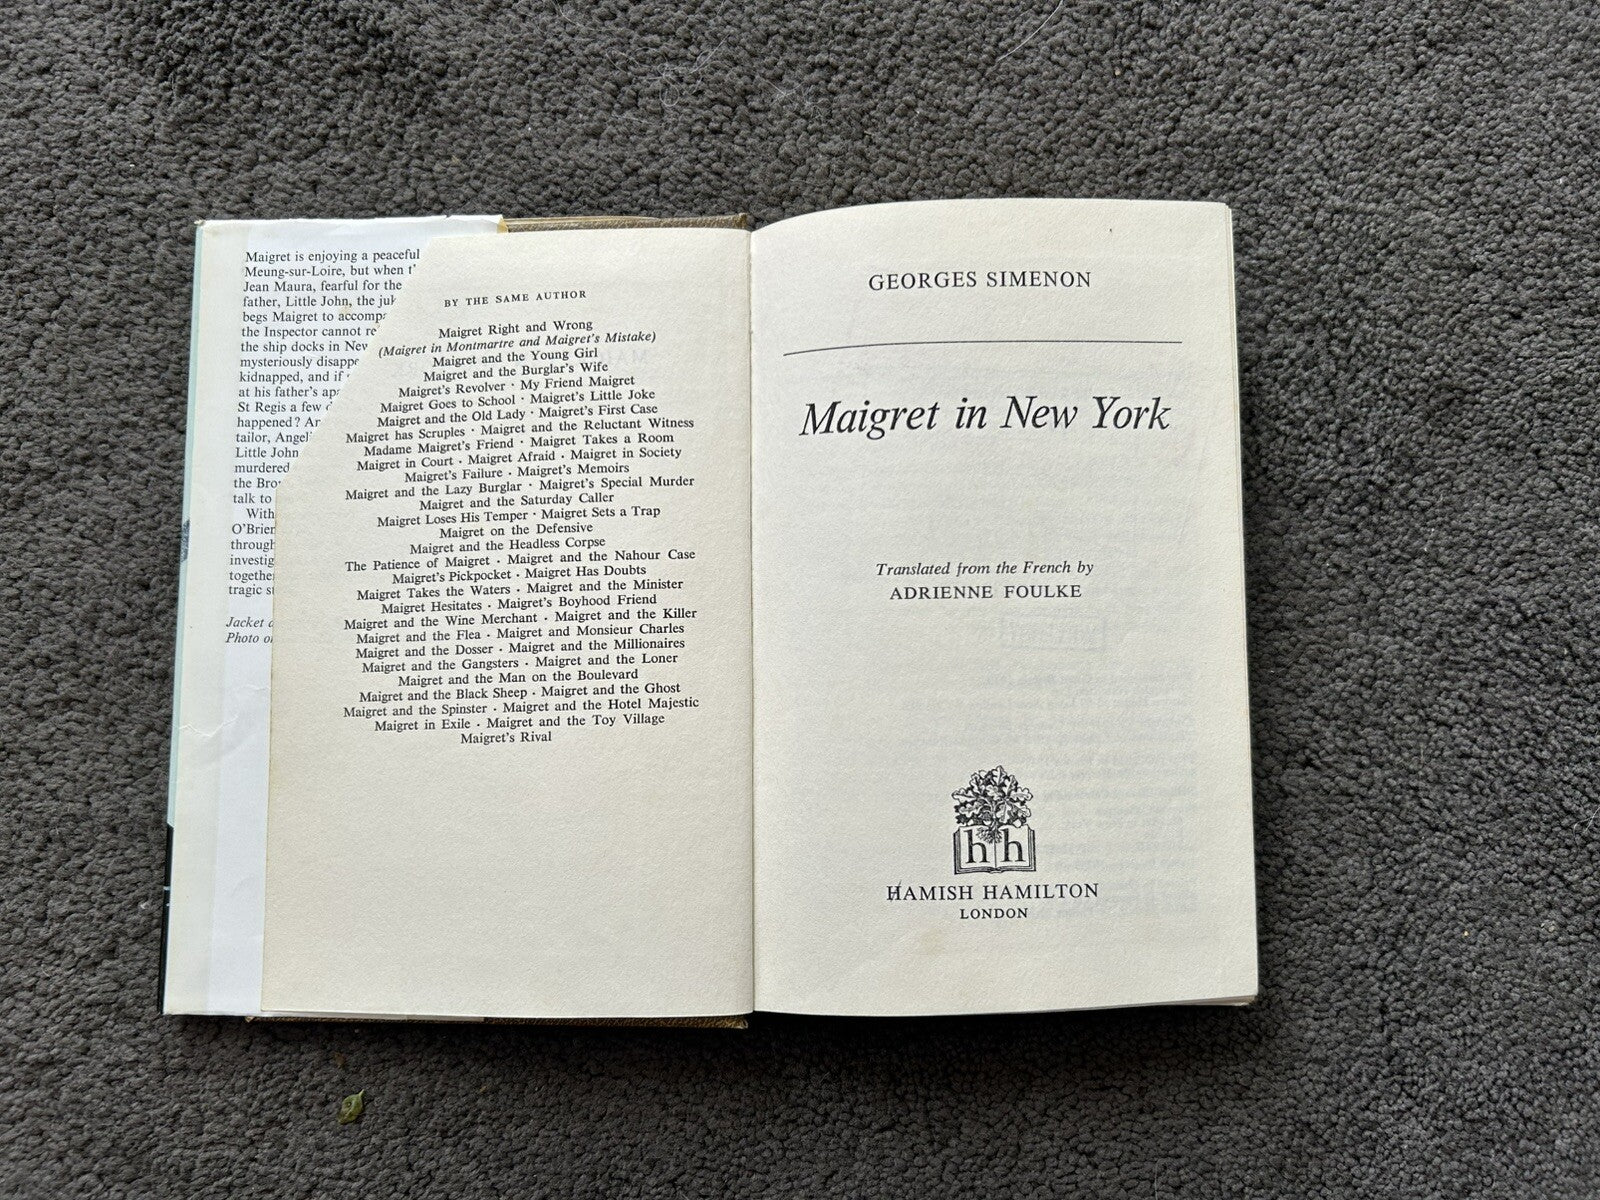 Maigret is enjoying a peaceful
Meung-sur-Loire, but when
Jean Maura, fearful for the
father, Little John, the
begs Maigret to
the Inspector cannot
the ship docks in New
mysteriously
kidnapped, and if
at his father's
St Regis a few
happened?
tailor,
Little John
murdered
the
talk to
With
O'Brien
through
tragic
Jacket
Photo
BY THE SAME AUTHOR
Maigret Right and Wrong
(Maigret in Montmartre and Maigret's Mistake)
Maigret and the Young Girl
Maigret and the Burglar's Wife
Maigret's Revolver · My Friend Maigret
Maigret Goes to School · Maigret's Little Joke
Maigret and the Old Lady · Maigret's First Case
Maigret has Scruples · Maigret and the Reluctant Witness
Madame Maigret's Friend · Maigret Takes a Room
Maigret in Court · Maigret Afraid · Maigret in Society
Maigret's Failure · Maigret's Memoirs
Maigret and the Lazy Burglar · Maigret's Special Murder
Maigret and the Saturday Caller
Maigret Loses His Temper · Maigret Sets a Trap
Maigret on the Defensive
Maigret and the Headless Corpse
The Patience of Maigret · Maigret and the Nahour Case
Maigret's Pickpocket · Maigret Has Doubts
Maigret Takes the Waters · Maigret and the Minister
Maigret Hesitates · Maigret's Boyhood Friend
Maigret and the Wine Merchant · Maigret and the Killer
Maigret and the Flea · Maigret and Monsieur Charles
Maigret and the Dosser · Maigret and the Millionaires
Maigret and the Gangsters · Maigret and the Loner
Maigret and the Man on the Boulevard
Maigret and the Black Sheep · Maigret and the Ghost
Maigret and the Spinster · Maigret and the Hotel Majestic
Maigret in Exile · Maigret and the Toy Village
Maigret's Rival
GEORGES SIMENON
Maigret in New York
Translated from the French by
ADRIENNE FOULKE
h h
HAMISH HAMILTON
LONDON